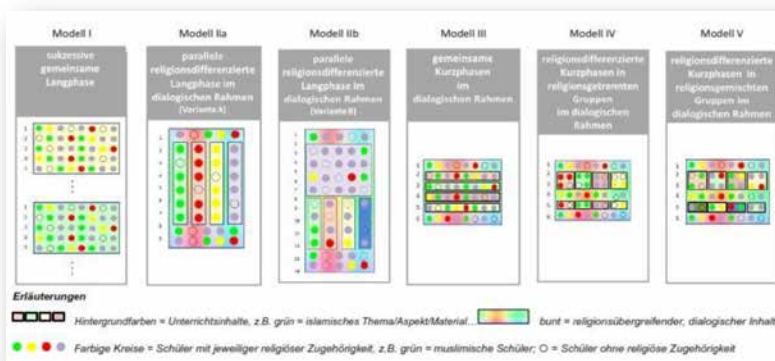 Modell I
sukzessive
gemeinsame
Langphase
Modell IIa
parallele
religionsdifferenzierte
Langphase im
dialogischen Rahmen
(Variante A)
Modell IIb
parallele
religionsdifferenzierte
Langphase im
dialogischen Rahmen
(Variante B)
Modell III
gemeinsame
Kurzphasen
im
dialogischen Rahmen
Modell IV
religionsdifferenzierte
Kurzphasen in
religionsgetrennten
Gruppen
im dialogischen
Rahmen
Modell V
religionsdifferenzierte
Kurzphasen in
religionsgemischten
Gruppen im
dialogischen Rahmen
Erläuterungen
Hintergrundfarben = Unterrichtsinhalte, z.B. grün = islamisches Thema/Aspekt/Material...
bunt = religionsübergreifender, dialogischer Inhalt
Farbige Kreise = Schüler mit jeweiliger religiöser Zugehörigkeit, z.B. grün = muslimische Schüler; O = Schüler ohne religiöse Zugehörigkeit